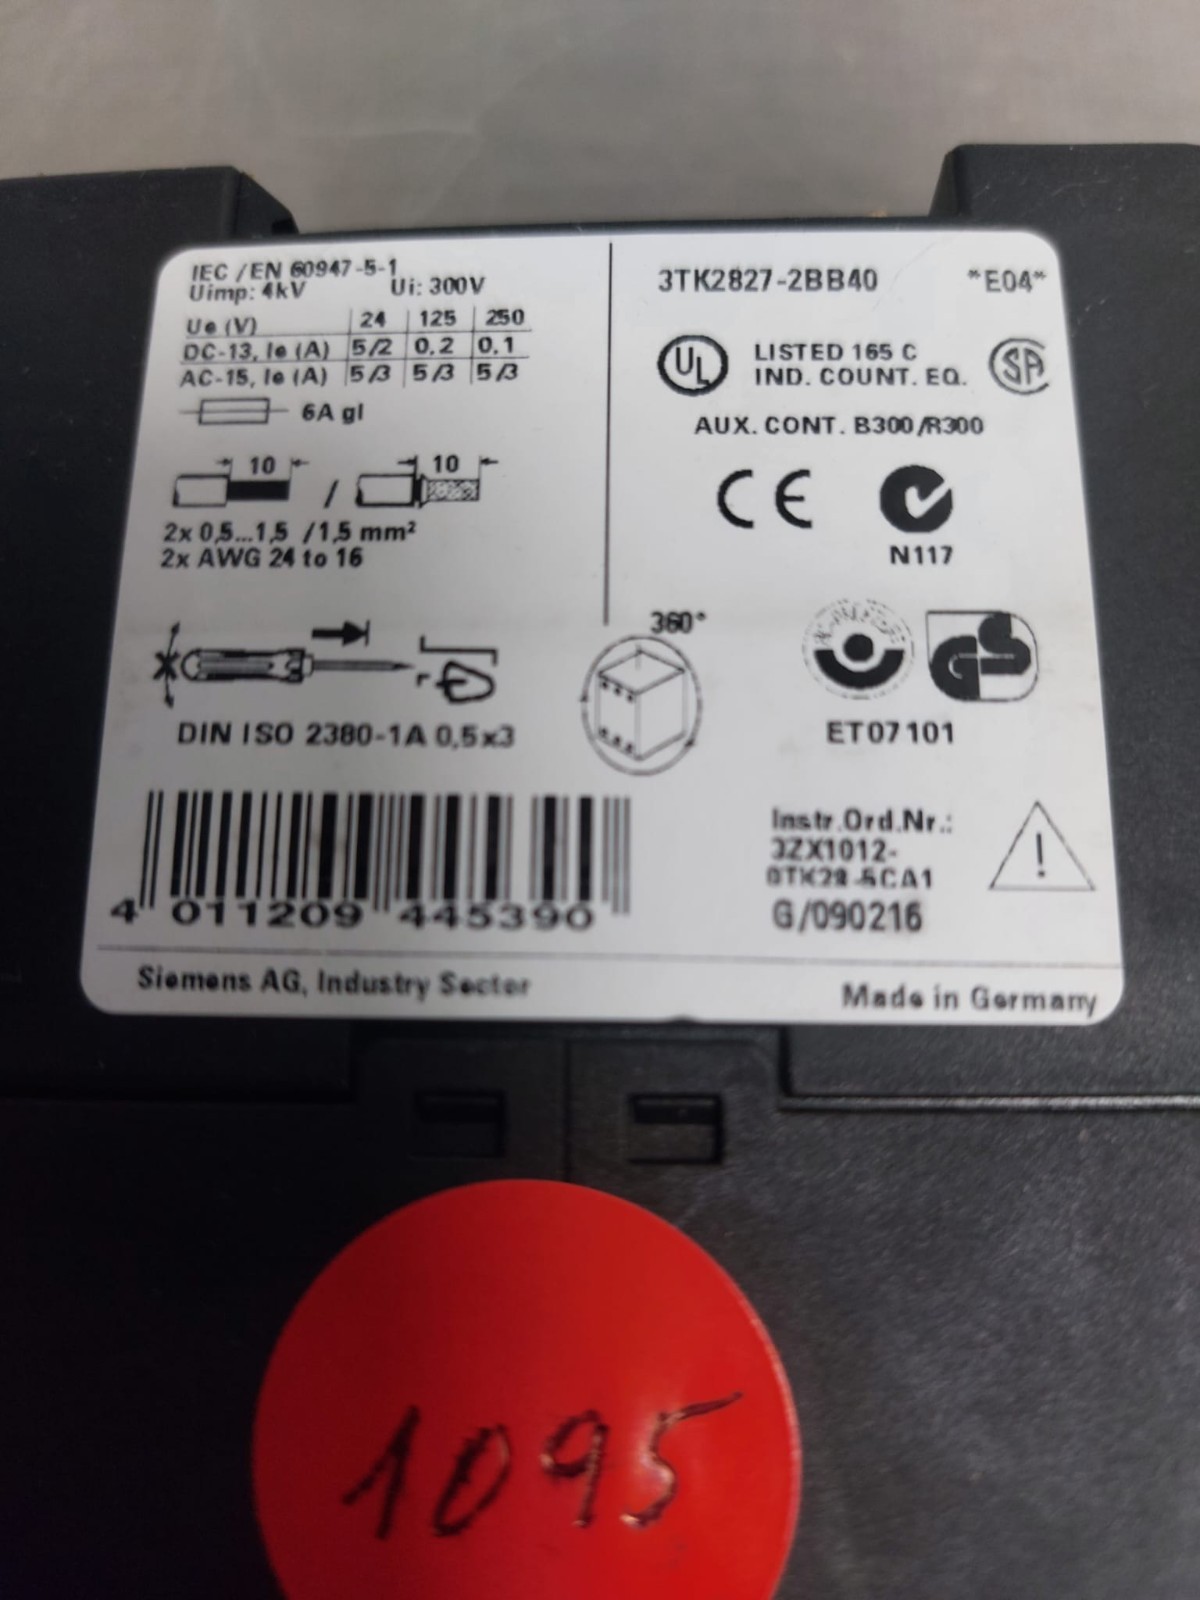 IEC /EN 60947-5-1
Uimp: 4kV Ui: 300V
Ue (V) 24 125 250
DC-13, Ie (A) 5/2 0,2 0,1
AC-15, Ie (A) 5/3 5/3 5/3
6A gl
10 / 10
2x 0,5...1,5 /1,5 mm²
2x AWG 24 to 16
DIN ISO 2380-1A 0,5x3
4 011209 445390
3TK2827-2BB40 "E04"
UL LISTED 165 C SA
IND. COUNT. EQ.
AUX. CONT. B300/R300
CE
N117
360°
GS
ET07101
Instr.Ord.Nr.:
3ZX1012-
0TK28-5CA1
G/090216
Siemens AG, Industry Sector
Made in Germany
1095